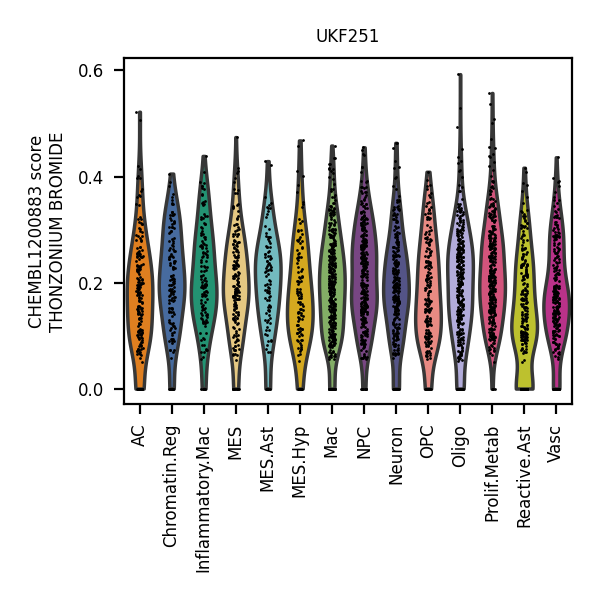 UKF251
CHEMBL1200883 score
THONZONIUM BROMIDE
0.6
0.4
0.2
0.0
AC
Chromatin.Reg
Inflammatory.Mac
MES
MES.Ast
MES.Hyp
Mac
NPC
Neuron
OPC
Oligo
Prolif.Metab
Reactive.Ast
Vasc